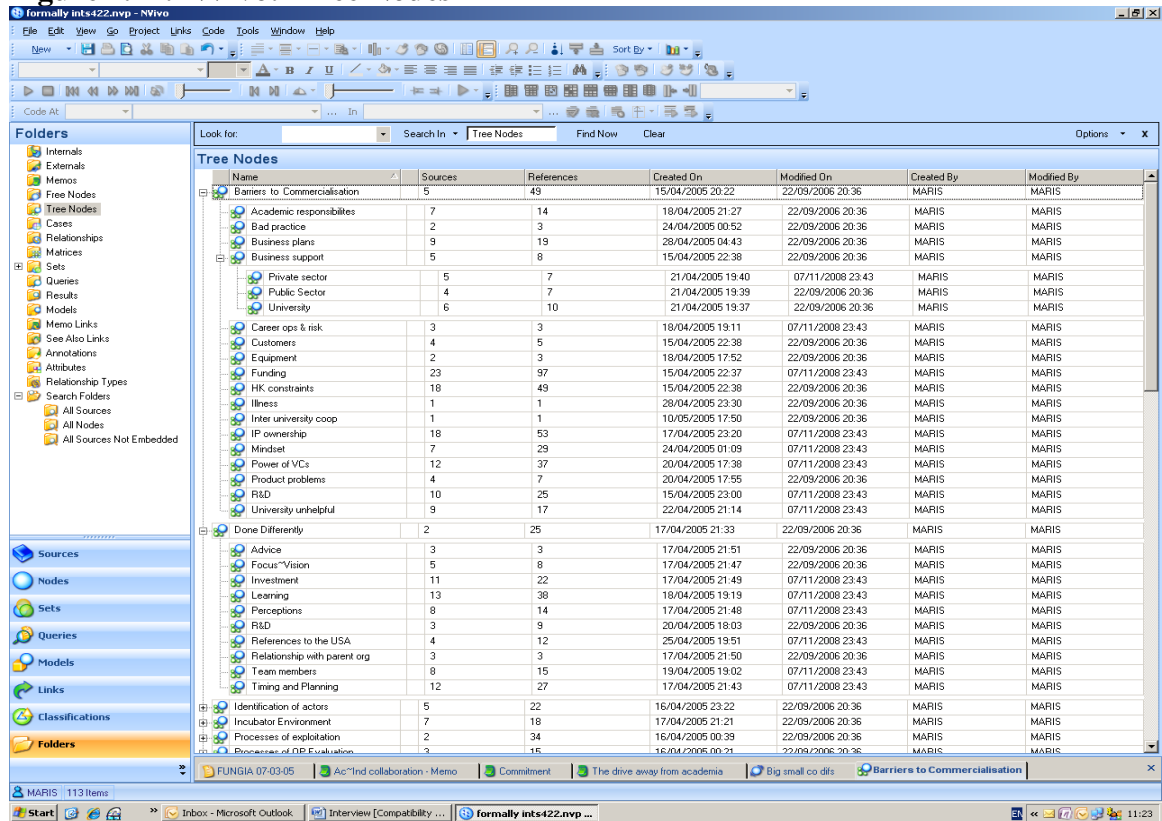 formally ints422.nvp - NVivo
File Edit View Go Project Links Code Tools Window Help
New Sort By
A B I U
Code At In
Folders
Internals
Externals
Memos
Free Nodes
Tree Nodes
Cases
Relationships
Matrices
Sets
Queries
Results
Models
Memo Links
See Also Links
Annotations
Attributes
Relationship Types
Search Folders
All Sources
All Nodes
All Sources Not Embedded
Sources
Nodes
Sets
Queries
Models
Links
Classifications
Folders
Look for: Search In Tree Nodes Find Now Clear Options x
Tree Nodes
Name Sources References Created On Modified On Created By Modified By
Barriers to Commercialisation 5 49 15/04/2005 20:22 22/09/2006 20:36 MARIS MARIS
Academic responsibilites 7 14 18/04/2005 21:27 22/09/2006 20:36 MARIS MARIS
Bad practice 2 3 24/04/2005 00:52 22/09/2006 20:36 MARIS MARIS
Business plans 9 19 28/04/2005 04:43 22/09/2006 20:36 MARIS MARIS
Business support 5 8 15/04/2005 22:38 22/09/2006 20:36 MARIS MARIS
Private sector 5 7 21/04/2005 19:40 07/11/2008 23:43 MARIS MARIS
Public Sector 4 7 21/04/2005 19:39 22/09/2006 20:36 MARIS MARIS
University 6 10 21/04/2005 19:37 22/09/2006 20:36 MARIS MARIS
Career ops & risk 3 3 18/04/2005 19:11 07/11/2008 23:43 MARIS MARIS
Customers 4 5 15/04/2005 22:38 22/09/2006 20:36 MARIS MARIS
Equipment 2 3 18/04/2005 17:52 22/09/2006 20:36 MARIS MARIS
Funding 23 97 15/04/2005 22:37 07/11/2008 23:43 MARIS MARIS
HK constraints 18 49 15/04/2005 22:38 22/09/2006 20:36 MARIS MARIS
Illness 1 1 28/04/2005 23:30 22/09/2006 20:36 MARIS MARIS
Inter university coop 1 1 10/05/2005 17:50 22/09/2006 20:36 MARIS MARIS
IP ownership 18 53 17/04/2005 23:20 07/11/2008 23:43 MARIS MARIS
Mindset 7 29 24/04/2005 01:09 07/11/2008 23:43 MARIS MARIS
Power of VCs 12 37 20/04/2005 17:38 07/11/2008 23:43 MARIS MARIS
Product problems 4 7 20/04/2005 17:55 22/09/2006 20:36 MARIS MARIS
R&D 10 25 15/04/2005 23:00 07/11/2008 23:43 MARIS MARIS
University unhelpful 9 17 22/04/2005 21:14 07/11/2008 23:43 MARIS MARIS
Done Differently 2 25 17/04/2005 21:33 22/09/2006 20:36 MARIS MARIS
Advice 3 3 17/04/2005 21:51 22/09/2006 20:36 MARIS MARIS
Focus~Vision 5 8 17/04/2005 21:47 22/09/2006 20:36 MARIS MARIS
Investment 11 22 17/04/2005 21:49 07/11/2008 23:43 MARIS MARIS
Learning 13 38 18/04/2005 19:19 07/11/2008 23:43 MARIS MARIS
Perceptions 8 14 17/04/2005 21:48 22/09/2006 20:36 MARIS MARIS
R&D 3 9 20/04/2005 18:03 22/09/2006 20:36 MARIS MARIS
References to the USA 4 12 25/04/2005 19:51 07/11/2008 23:43 MARIS MARIS
Relationship with parent org 3 3 17/04/2005 21:50 22/09/2006 20:36 MARIS MARIS
Team members 8 15 19/04/2005 19:02 07/11/2008 23:43 MARIS MARIS
Timing and Planning 12 27 17/04/2005 21:43 07/11/2008 23:43 MARIS MARIS
Identification of actors 5 22 16/04/2005 23:22 22/09/2006 20:36 MARIS MARIS
Incubator Environment 7 18 17/04/2005 21:21 22/09/2006 20:36 MARIS MARIS
Processes of exploitation 2 34 16/04/2005 00:39 22/09/2006 20:36 MARIS MARIS
Processes of OP Evaluation 3 15 16/04/2005 00:21 22/09/2006 20:36 MARIS MARIS
FUNGIA 07-03-05 Ac~Ind collaboration - Memo Commitment The drive away from academia Big small co difs Barriers to Commercialisation
MARIS 113 Items
Start Inbox - Microsoft Outlook Interview [Compatibility ... formally ints422.nvp ... EN 11:23